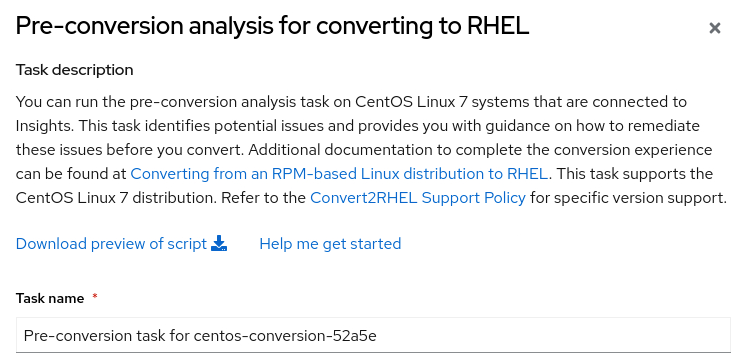 Pre-conversion analysis for converting to RHEL
Task description
You can run the pre-conversion analysis task on CentOS Linux 7 systems that are connected to
Insights. This task identifies potential issues and provides you with guidance on how to remediate
these issues before you convert. Additional documentation to complete the conversion experience
can be found at Converting from an RPM-based Linux distribution to RHEL. This task supports the
CentOS Linux 7 distribution. Refer to the Convert2RHEL Support Policy for specific version support.
Download preview of script Help me get started
Task name *
Pre-conversion task for centos-conversion-52a5e